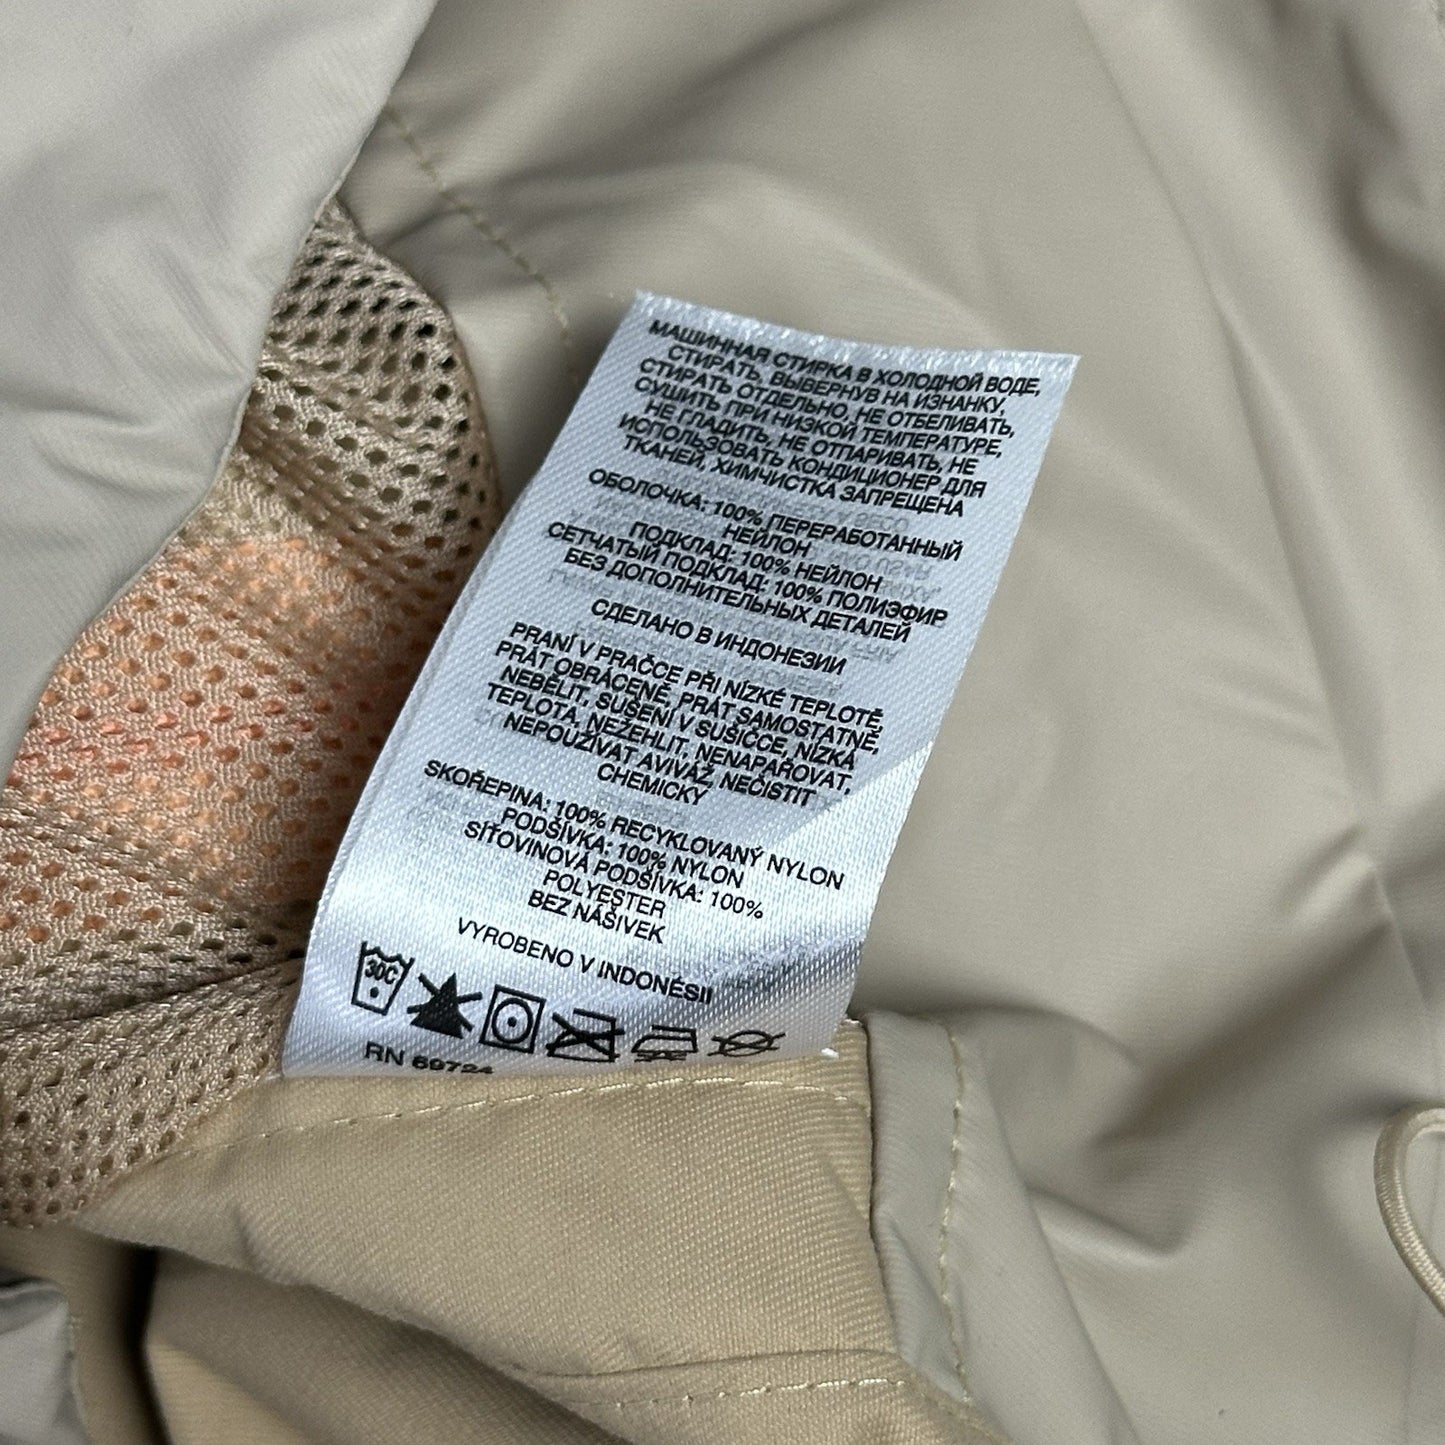 МАШИННАЯ СТИРКА В ХОЛОДНОЙ ВОДЕ,
СТИРАТЬ, ВЫВЕРНУВ НА ИЗНАНКУ,
СТИРАТЬ ОТДЕЛЬНО, НЕ ОТБЕЛИВАТЬ,
СУШИТЬ ПРИ НИЗКОЙ ТЕМПЕРАТУРЕ,
НЕ ГЛАДИТЬ, НЕ ОТПАРИВАТЬ, НЕ
ИСПОЛЬЗОВАТЬ КОНДИЦИОНЕР ДЛЯ
ТКАНЕЙ, ХИМЧИСТКА ЗАПРЕЩЕНА
ОБОЛОЧКА: 100% ПЕРЕРАБОТАННЫЙ
НЕЙЛОН
ПОДКЛАД: 100% НЕЙЛОН
СЕТЧАТЫЙ ПОДКЛАД: 100% ПОЛИЭФИР
БЕЗ ДОПОЛНИТЕЛЬНЫХ ДЕТАЛЕЙ
СДЕЛАНО В ИНДОНЕЗИИ
PRANÍ V PRAČCE PŘI NÍZKÉ TEPLOTĚ,
PRÁT OBRÁCENĚ, PRÁT SAMOSTATNĚ,
NEBĚLIT, SUŠENÍ V SUŠIČCE, NÍZKÁ
TEPLOTA, NEŽEHLIT, NENAPAŘOVAT,
NEPOUŽÍVAT AVIVÁŽ, NEČISTIT
CHEMICKY
SKOŘEPINA: 100% RECYKLOVANÝ NYLON
PODŠÍVKA: 100% NYLON
SÍŤOVINOVÁ PODŠÍVKA: 100%
POLYESTER
BEZ NÁŠIVEK
VYROBENO V INDONÉSII
30C
RN 69724